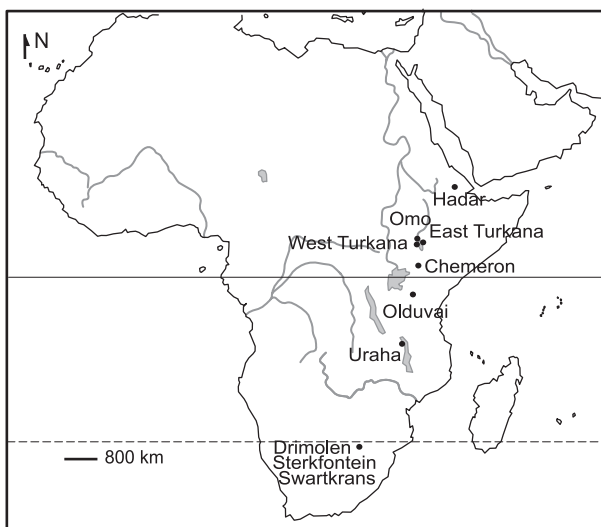 N
Hadar
Omo
East Turkana
West Turkana
Chemeron
Olduvai
Uraha
Drimolen
Sterkfontein
Swartkrans
800 km